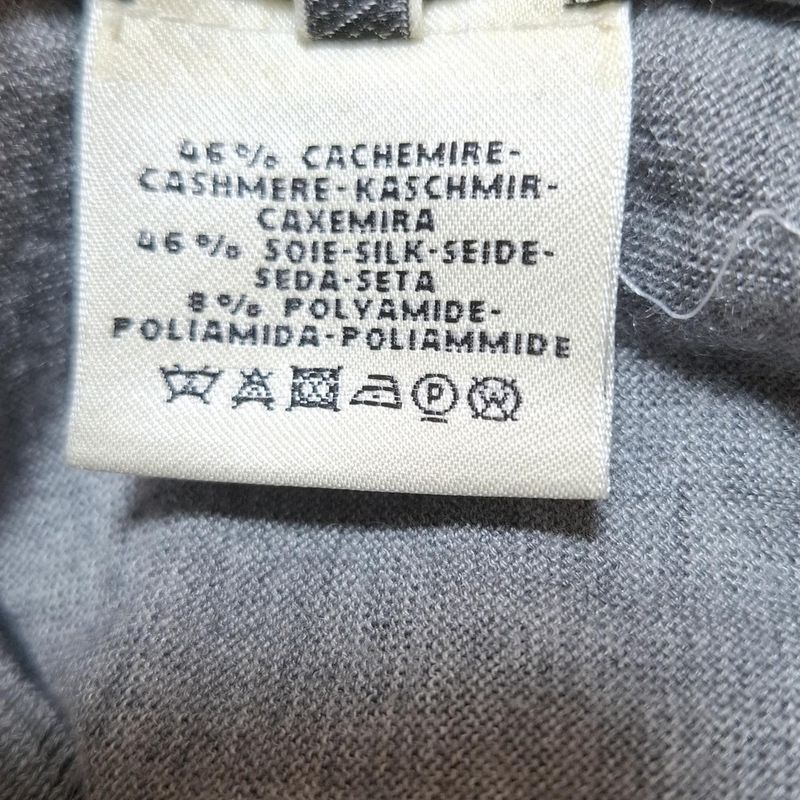 46% CACHEMIRE-
CASHMERE-KASCHMIR-
CAXEMIRA
46% SOIE-SILK-SEIDE-
SEDA-SETA
8% POLYAMIDE-
POLIAMIDA-POLIAMMIDE
P W